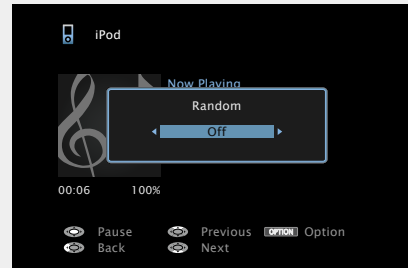 iPod
Now Playing
Random
Off
00:06 100%
Pause Previous OPTION Option
Back Next